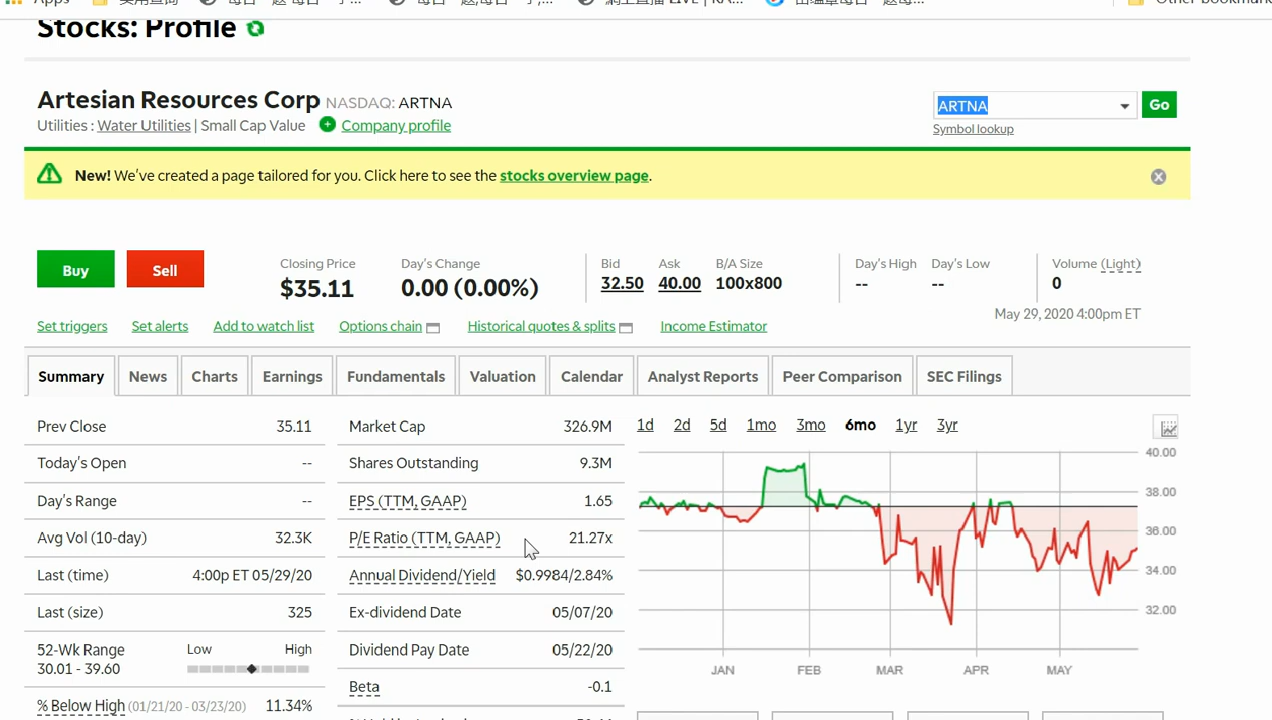 Apps
Stocks: Profile
Artesian Resources Corp NASDAQ: ARTNA
ARTNA Go
Utilities : Water Utilities | Small Cap Value Company profile
Symbol lookup
New! We've created a page tailored for you. Click here to see the stocks overview page.
Buy Sell
Closing Price Day's Change Bid Ask B/A Size Day's High Day's Low Volume (Light)
$35.11 0.00 (0.00%) 32.50 40.00 100x800 -- -- 0
May 29, 2020 4:00pm ET
Set triggers Set alerts Add to watch list Options chain Historical quotes & splits Income Estimator
Summary News Charts Earnings Fundamentals Valuation Calendar Analyst Reports Peer Comparison SEC Filings
Prev Close 35.11
Today's Open --
Day's Range --
Avg Vol (10-day) 32.3K
Last (time) 4:00p ET 05/29/20
Last (size) 325
52-Wk Range Low High
30.01 - 39.60
% Below High (01/21/20 - 03/23/20) 11.34%
Market Cap 326.9M
Shares Outstanding 9.3M
EPS (TTM, GAAP) 1.65
P/E Ratio (TTM, GAAP) 21.27x
Annual Dividend/Yield $0.9984/2.84%
Ex-dividend Date 05/07/20
Dividend Pay Date 05/22/20
Beta -0.1
1d 2d 5d 1mo 3mo 6mo 1yr 3yr
40.00
38.00
36.00
34.00
32.00
JAN FEB MAR APR MAY